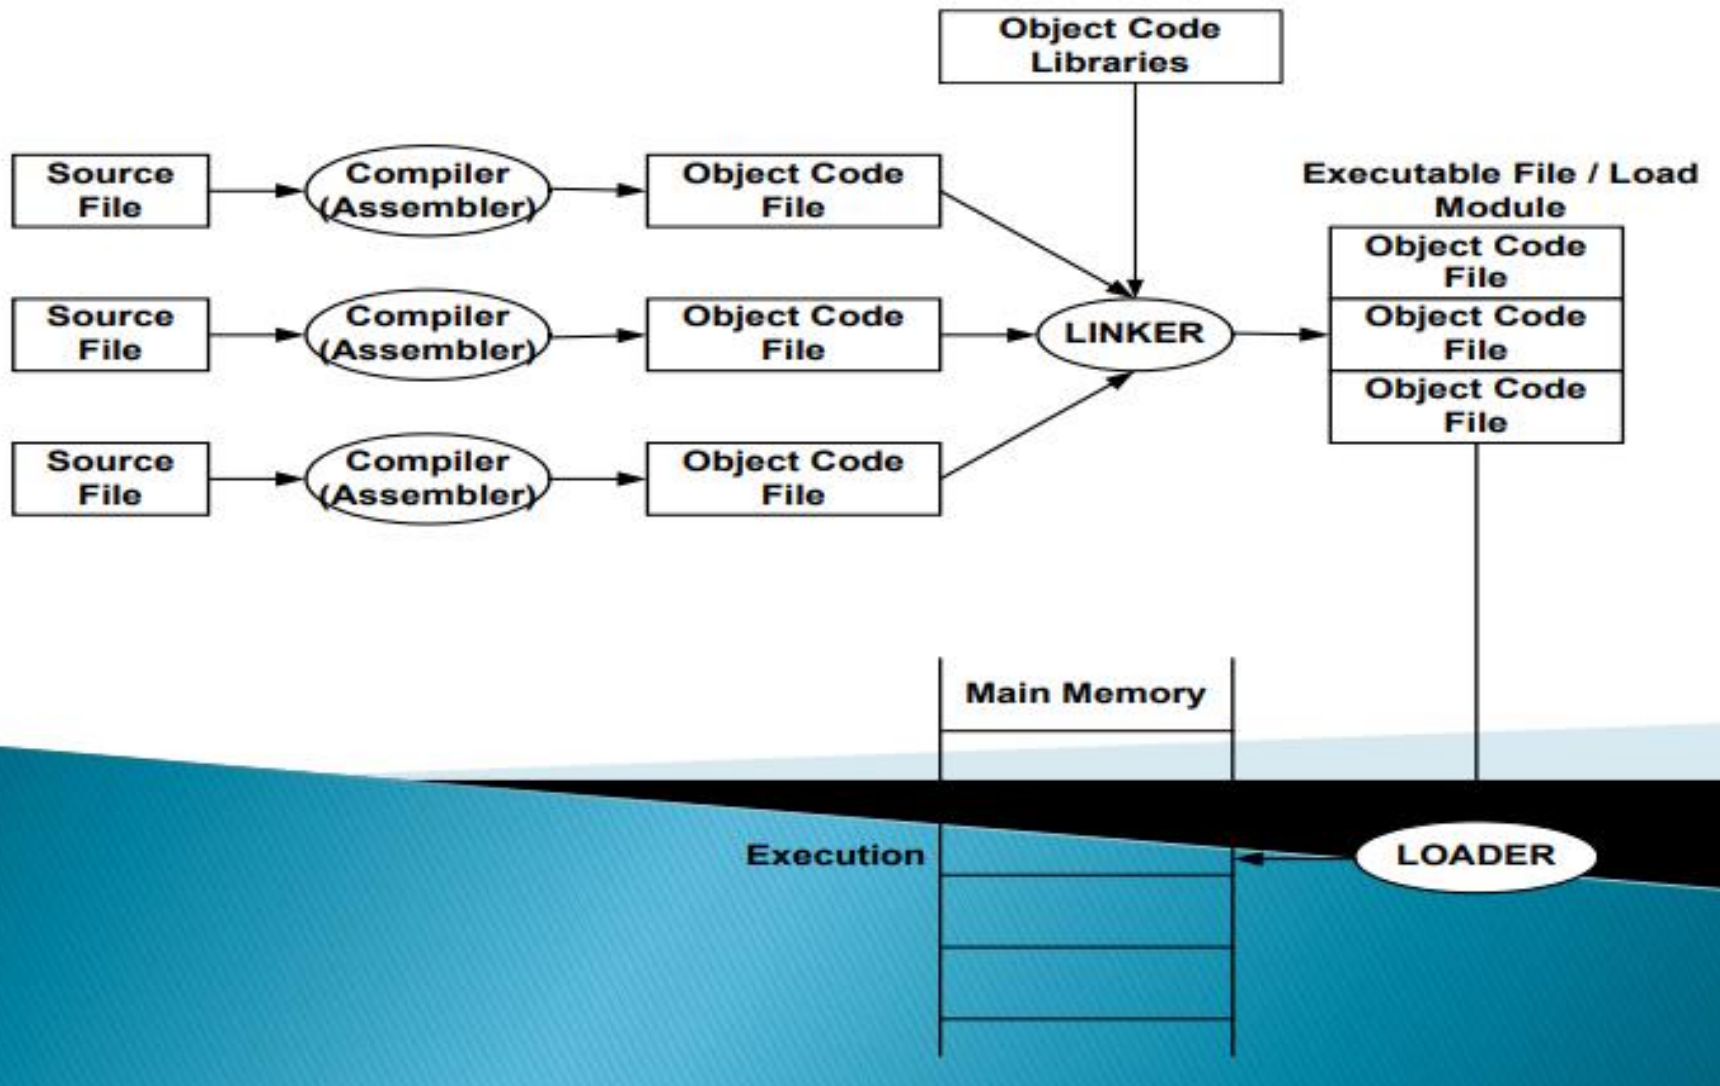 Object Code
Libraries
Source
File
Compiler
(Assembler)
Object Code
File
Executable File / Load
Module
Object Code
File
Source
File
Compiler
(Assembler)
Object Code
File
LINKER
Object Code
File
Object Code
File
Source
File
Compiler
(Assembler)
Object Code
File
Main Memory
Execution
LOADER